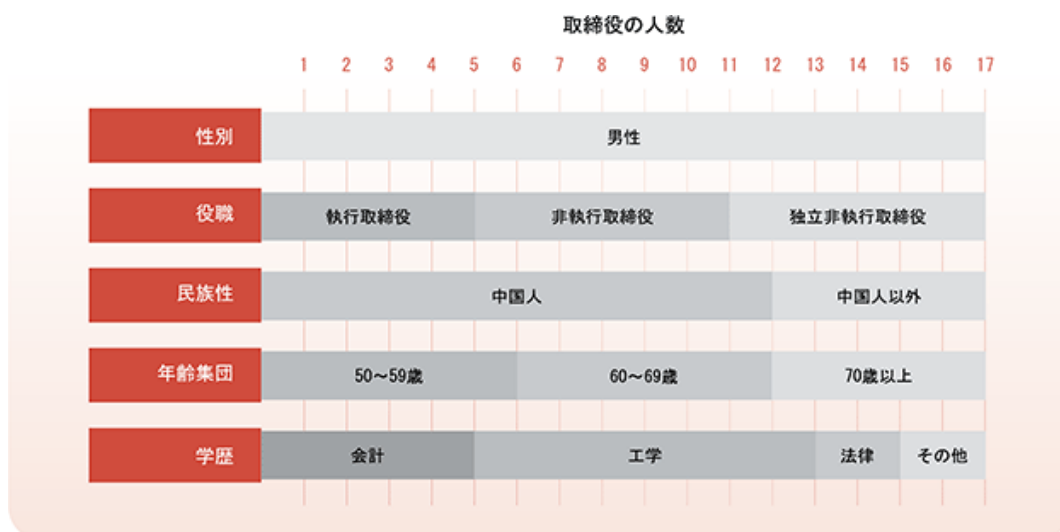 取締役の人数
1 2 3 4 5 6 7 8 9 10 11 12 13 14 15 16 17
性別 男性
役職 執行取締役 非執行取締役 独立非執行取締役
民族性 中国人 中国人以外
年齢集団 50～59歳 60～69歳 70歳以上
学歴 会計 工学 法律 その他